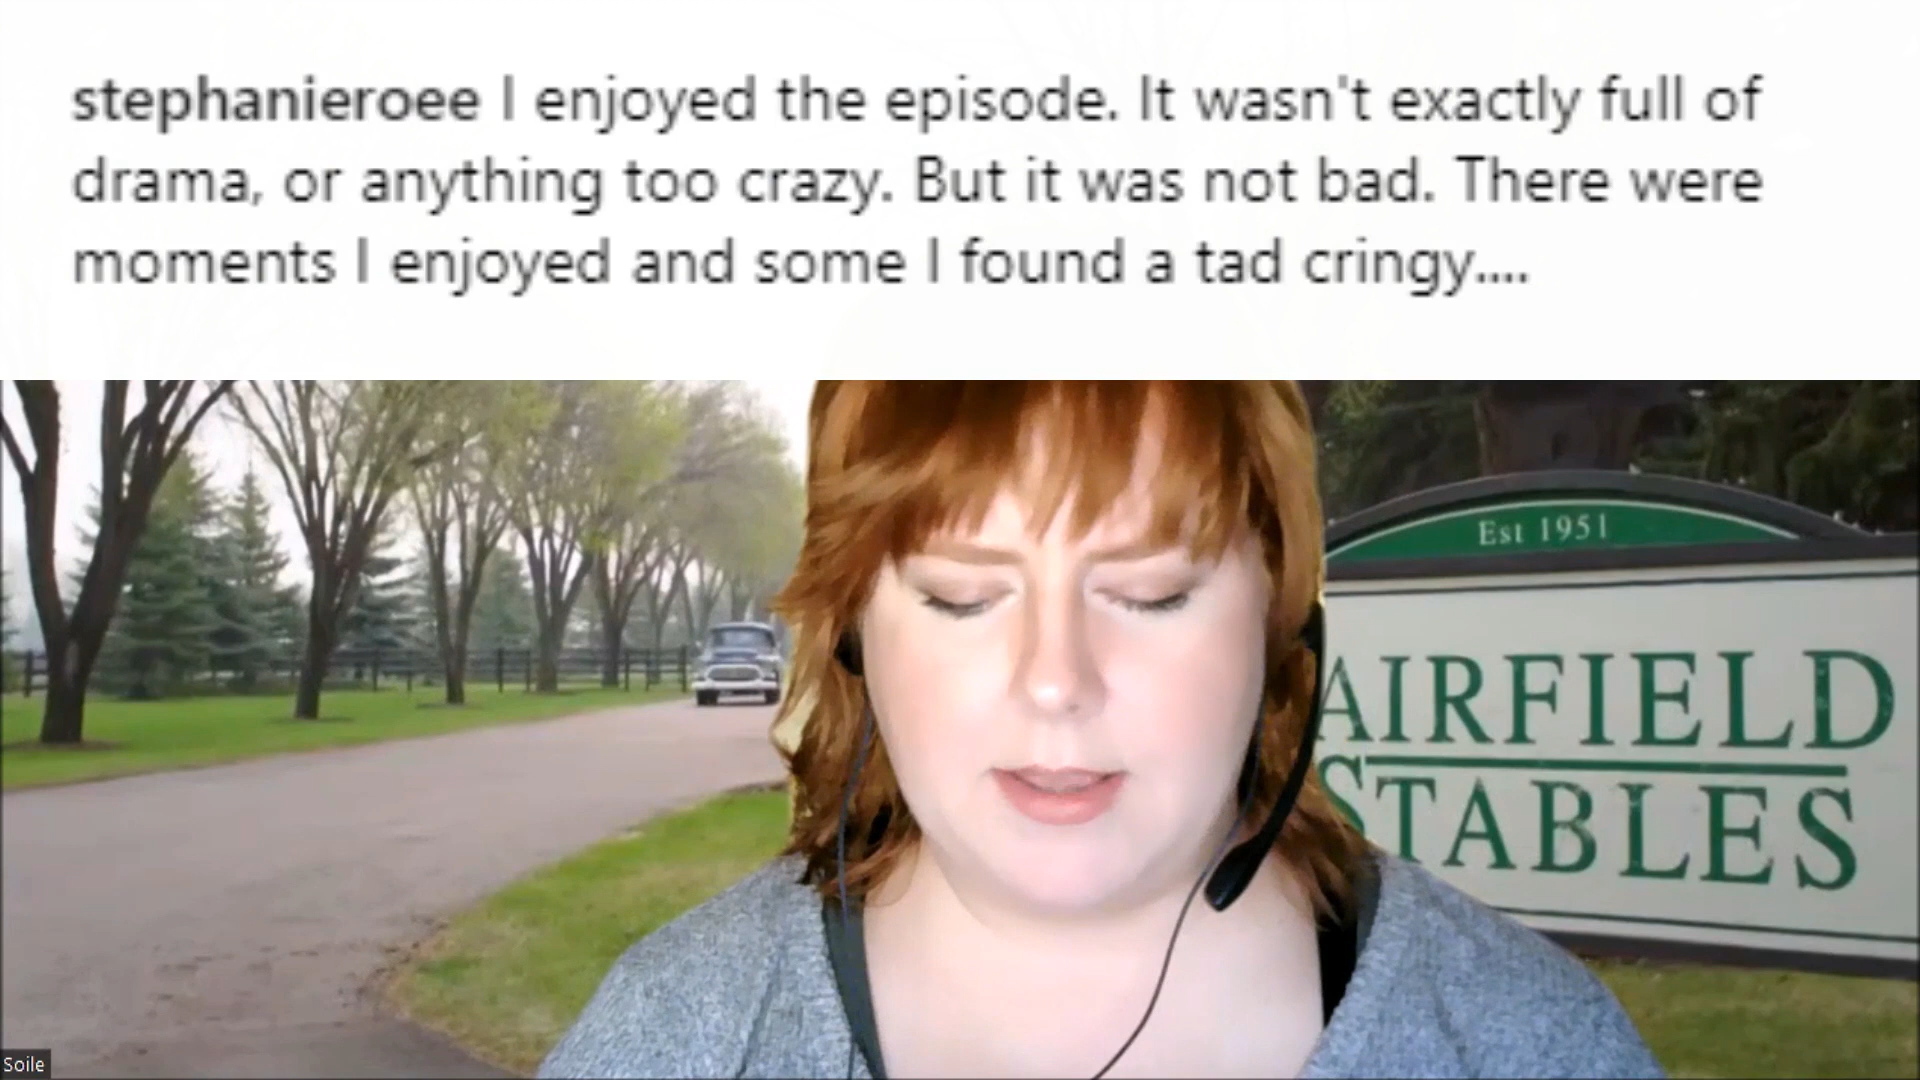 stephanieroee I enjoyed the episode. It wasn't exactly full of
drama, or anything too crazy. But it was not bad. There were
moments I enjoyed and some I found a tad cringy....
Est 1951
AIRFIELD
STABLES
Soile